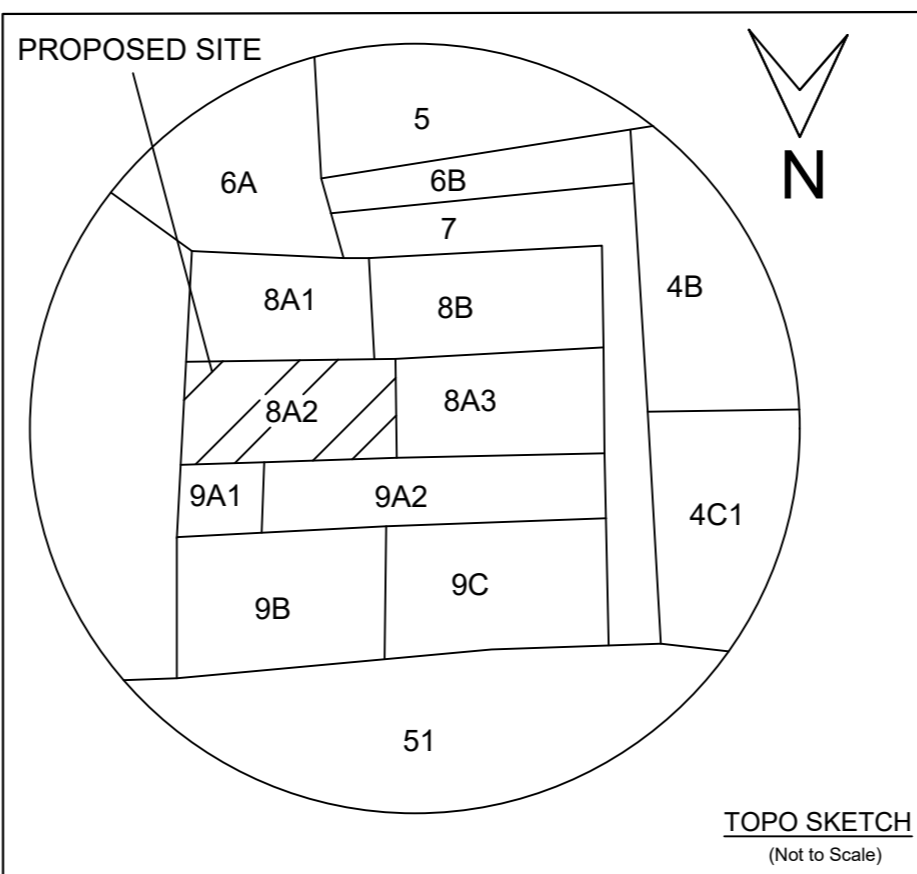 PROPOSED SITE
N
5
6A
6B
7
4B
8A1
8B
8A2
8A3
9A1
9A2
4C1
9B
9C
51
TOPO SKETCH
(Not to Scale)